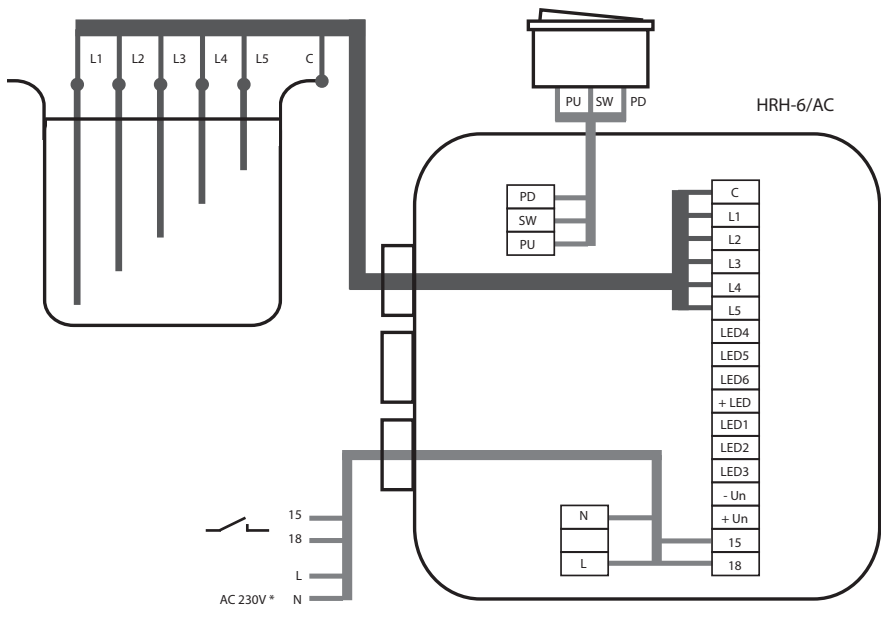 L1 L2 L3 L4 L5 C
PU SW PD
HRH-6/AC
PD
SW
PU
C
L1
L2
L3
L4
L5
LED4
LED5
LED6
+ LED
LED1
LED2
LED3
- Un
+ Un
15
18
N
L
15
18
L
AC 230V * N